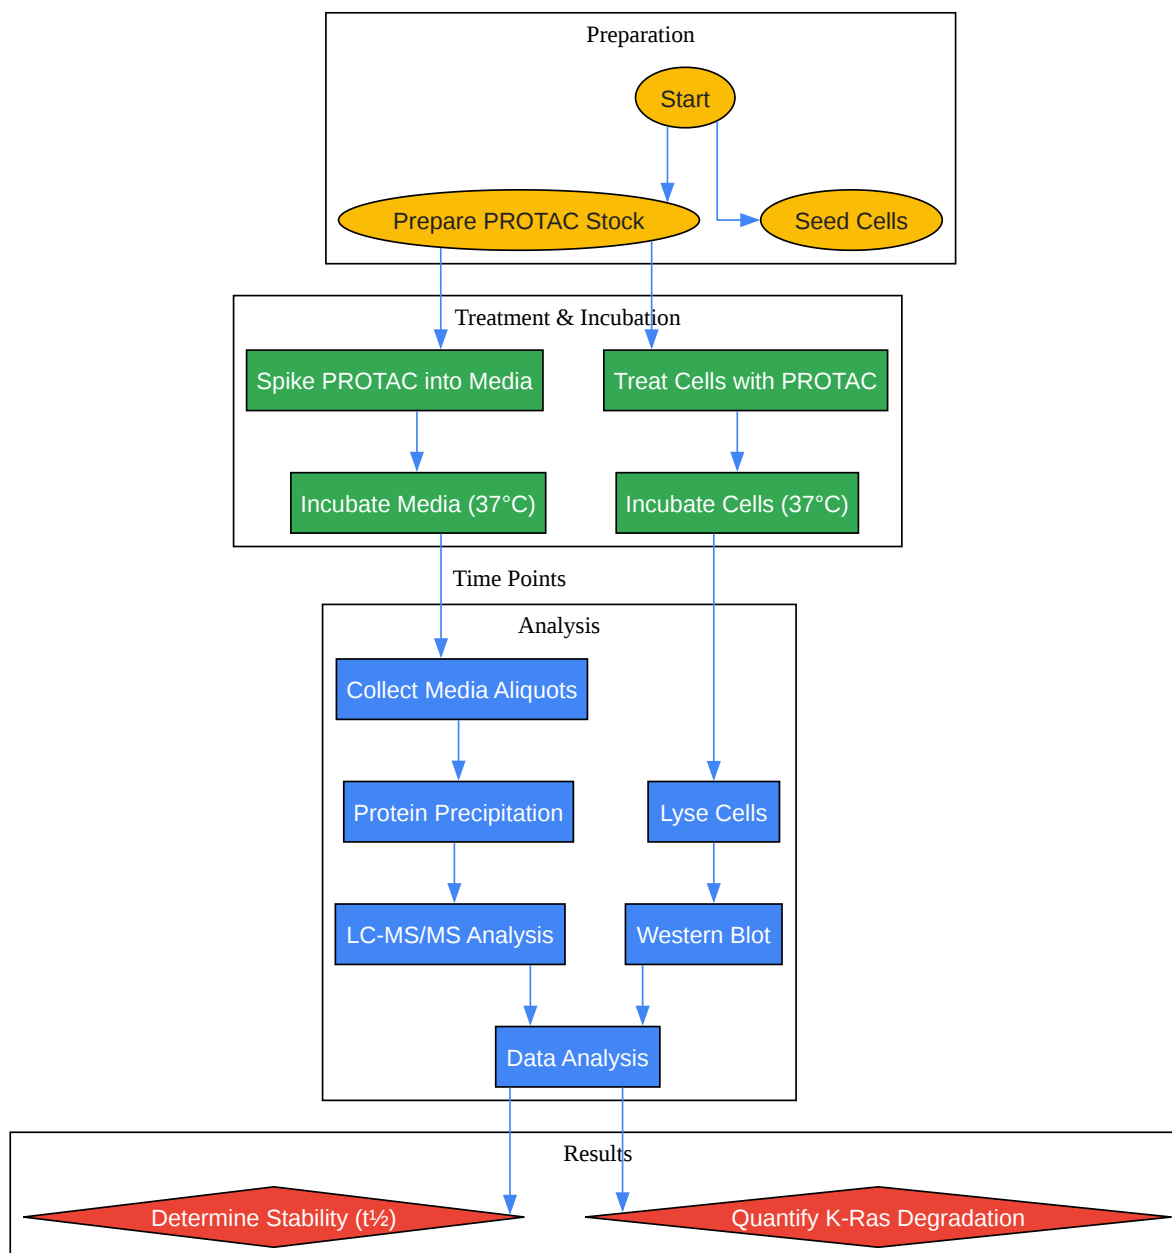 Preparation
Start
Prepare PROTAC Stock
Seed Cells
Treatment & Incubation
Spike PROTAC into Media
Treat Cells with PROTAC
Incubate Media (37°C)
Incubate Cells (37°C)
Time Points
Analysis
Collect Media Aliquots
Protein Precipitation
Lyse Cells
LC-MS/MS Analysis
Western Blot
Data Analysis
Results
Determine Stability (t½)
Quantify K-Ras Degradation